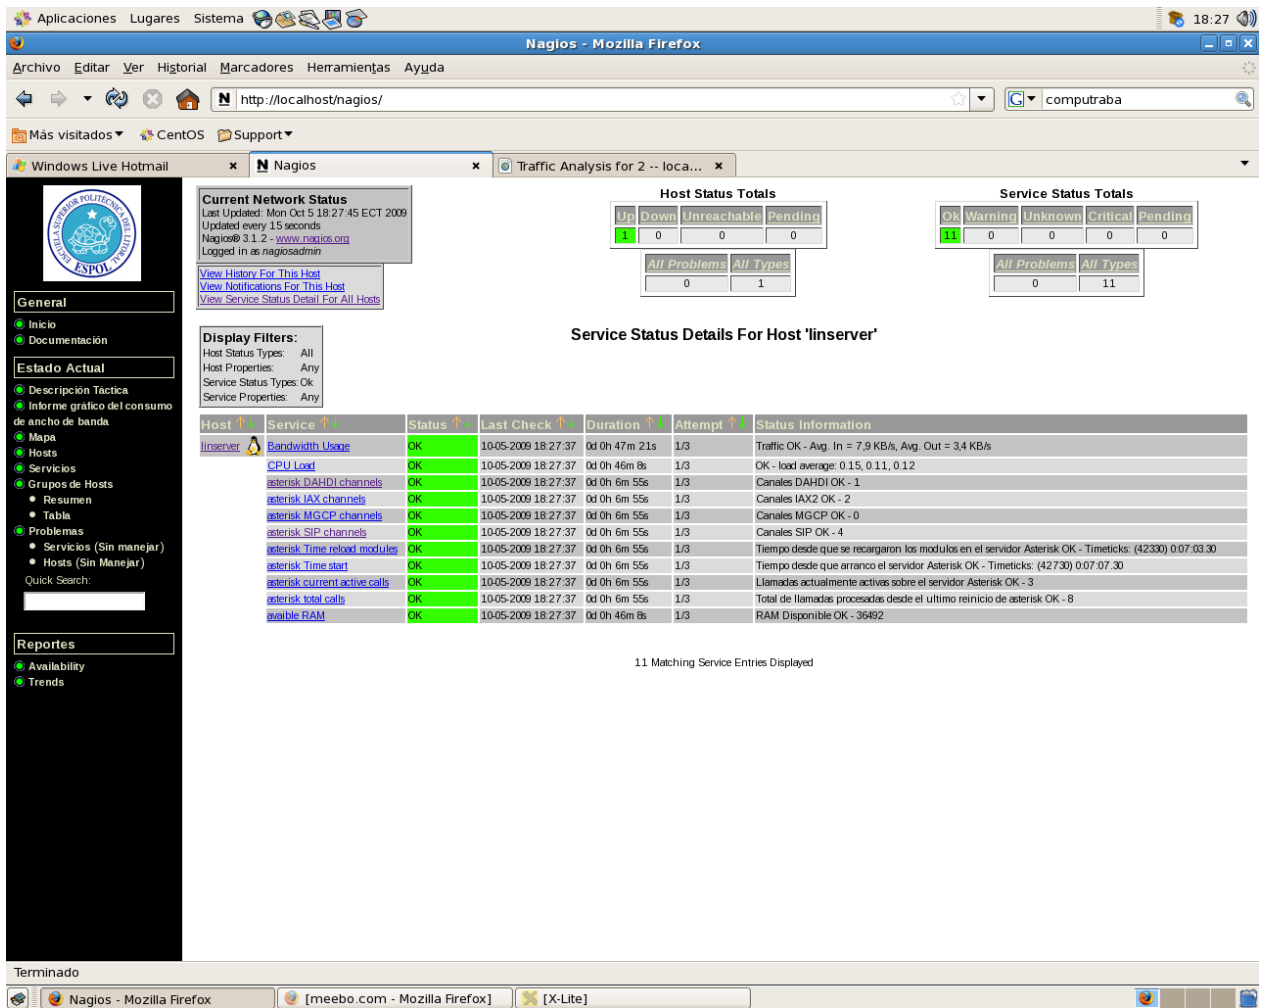 Aplicaciones Lugares Sistema 18:27
Nagios - Mozilla Firefox
Archivo Editar Ver Historial Marcadores Herramientas Ayuda
http://localhost/nagios/ computraba
Más visitados CentOS Support
Windows Live Hotmail Nagios Traffic Analysis for 2 -- loca...
ESCUELA SUPERIOR POLITÉCNICA DEL LITORAL
ESPOL
General
Inicio
Documentación
Estado Actual
Descripción Táctica
Informe gráfico del consumo
de ancho de banda
Mapa
Hosts
Servicios
Grupos de Hosts
Resumen
Tabla
Problemas
Servicios (Sin manejar)
Hosts (Sin Manejar)
Quick Search:
Reportes
Availability
Trends
Current Network Status
Last Updated: Mon Oct 5 18:27:45 ECT 2009
Updated every 15 seconds
Nagios® 3.1.2 - www.nagios.org
Logged in as nagiosadmin
View History For This Host
View Notifications For This Host
View Service Status Detail For All Hosts
Host Status Totals
Up Down Unreachable Pending
1 0 0 0
All Problems All Types
0 1
Service Status Totals
Ok Warning Unknown Critical Pending
11 0 0 0 0
All Problems All Types
0 11
Display Filters:
Host Status Types: All
Host Properties: Any
Service Status Types: Ok
Service Properties: Any
Service Status Details For Host 'linserver'
Host Service Status Last Check Duration Attempt Status Information
linserver Bandwidth Usage OK 10-05-2009 18:27:37 0d 0h 47m 21s 1/3 Traffic OK - Avg. In = 7,9 KB/s, Avg. Out = 3,4 KB/s
CPU Load OK 10-05-2009 18:27:37 0d 0h 46m 8s 1/3 OK - load average: 0.15, 0.11, 0.12
asterisk DAHDI channels OK 10-05-2009 18:27:37 0d 0h 6m 55s 1/3 Canales DAHDI OK - 1
asterisk IAX channels OK 10-05-2009 18:27:37 0d 0h 6m 55s 1/3 Canales IAX2 OK - 2
asterisk MGCP channels OK 10-05-2009 18:27:37 0d 0h 6m 55s 1/3 Canales MGCP OK - 0
asterisk SIP channels OK 10-05-2009 18:27:37 0d 0h 6m 55s 1/3 Canales SIP OK - 4
asterisk Time reload modules OK 10-05-2009 18:27:37 0d 0h 6m 55s 1/3 Tiempo desde que se recargaron los modulos en el servidor Asterisk OK - Timeticks: (42330) 0:07:03.30
asterisk Time start OK 10-05-2009 18:27:37 0d 0h 6m 55s 1/3 Tiempo desde que arranco el servidor Asterisk OK - Timeticks: (42730) 0:07:07.30
asterisk current active calls OK 10-05-2009 18:27:37 0d 0h 6m 55s 1/3 Llamadas actualmente activas sobre el servidor Asterisk OK - 3
asterisk total calls OK 10-05-2009 18:27:37 0d 0h 6m 55s 1/3 Total de llamadas procesadas desde el ultimo reinicio de asterisk OK - 8
avaible RAM OK 10-05-2009 18:27:37 0d 0h 46m 8s 1/3 RAM Disponible OK - 36492
11 Matching Service Entries Displayed
Terminado
Nagios - Mozilla Firefox [meebo.com - Mozilla Firefox] [X-Lite]